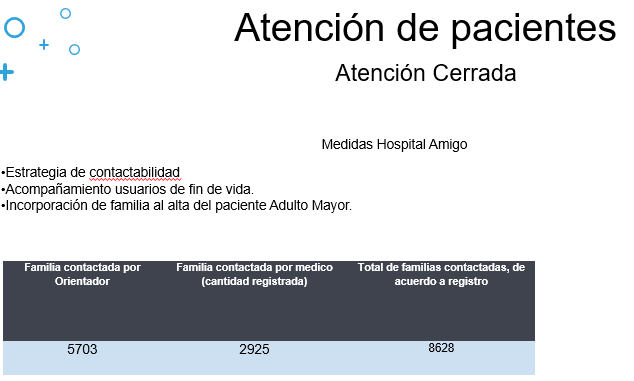 Atención de pacientes
Atención Cerrada
Medidas Hospital Amigo
•Estrategia de contactabilidad
•Acompañamiento usuarios de fin de vida.
•Incorporación de familia al alta del paciente Adulto Mayor.
Familia contactada por
Orientador
Familia contactada por medico
(cantidad registrada)
Total de familias contactadas, de
acuerdo a registro
5703
2925
8628